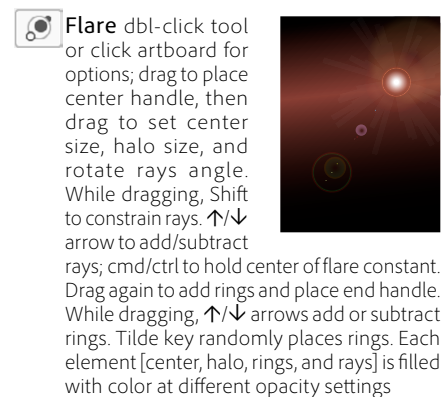 Flare dbl-click tool
or click artboard for
options; drag to place
center handle, then
drag to set center
size, halo size, and
rotate rays angle.
While dragging, Shift
to constrain rays. ↑/↓
arrow to add/subtract
rays; cmd/ctrl to hold center of flare constant.
Drag again to add rings and place end handle.
While dragging, ↑/↓ arrows add or subtract
rings. Tilde key randomly places rings. Each
element [center, halo, rings, and rays] is filled
with color at different opacity settings